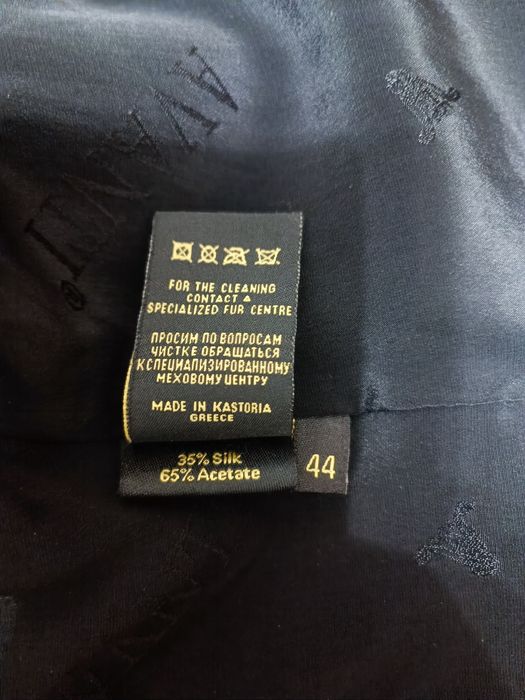 FOR THE CLEANING
CONTACT A
SPECIALIZED FUR CENTRE
ПРОСИМ ПО ВОПРОСАМ
ЧИСТКЕ ОБРАЩАТЬСЯ
К СПЕЦИАПИЗИРОВАННОМУ
МЕХОВОМУ ЦЕНТРУ
MADE IN KASTORIA
GREECE
35% Silk
65% Acetate
44